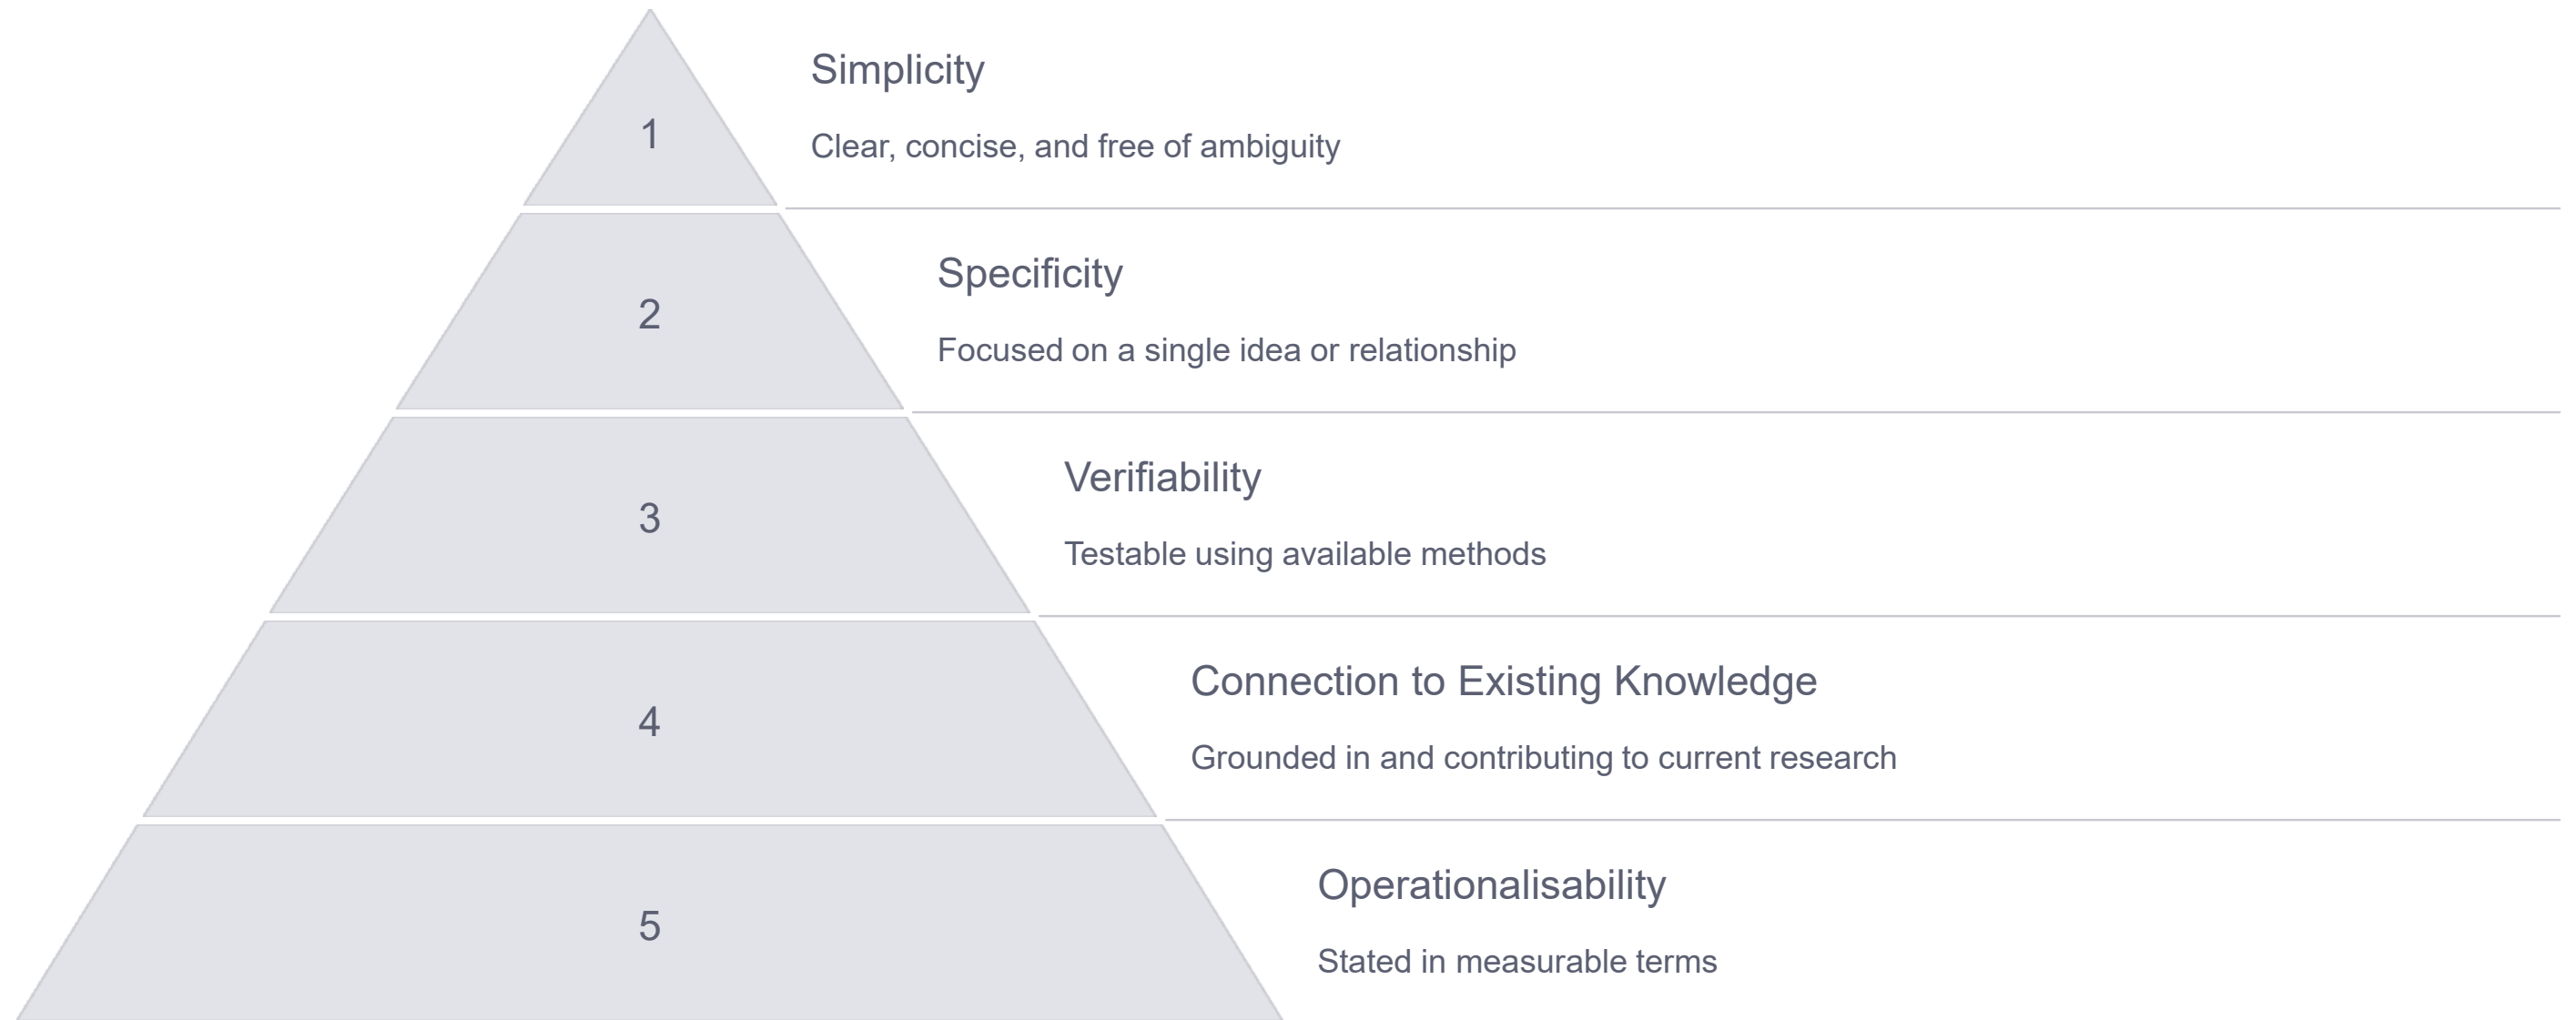 1
Simplicity
Clear, concise, and free of ambiguity
2
Specificity
Focused on a single idea or relationship
3
Verifiability
Testable using available methods
4
Connection to Existing Knowledge
Grounded in and contributing to current research
5
Operationalisability
Stated in measurable terms